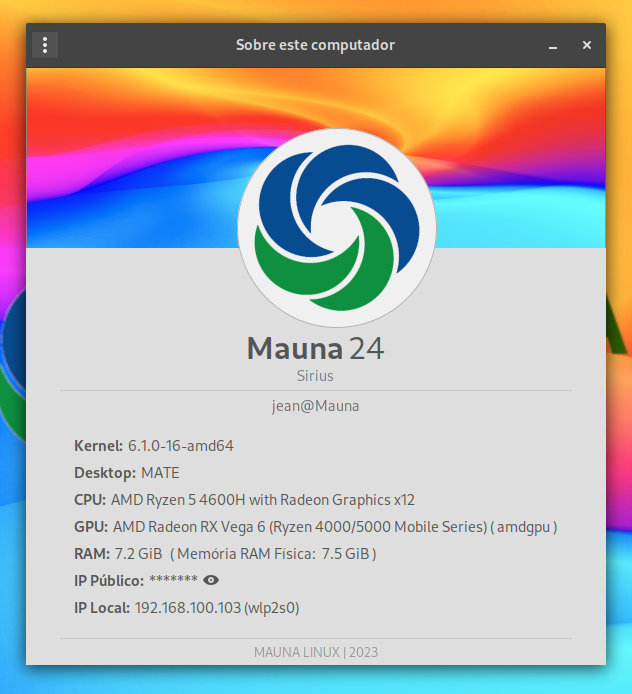 Sobre este computador
Mauna 24
Sirius
jean@Mauna
Kernel: 6.1.0-16-amd64
Desktop: MATE
CPU: AMD Ryzen 5 4600H with Radeon Graphics x12
GPU: AMD Radeon RX Vega 6 (Ryzen 4000/5000 Mobile Series) ( amdgpu )
RAM: 7.2 GiB ( Memória RAM Física: 7.5 GiB )
IP Público: *******
IP Local: 192.168.100.103 (wlp2s0)
MAUNA LINUX | 2023